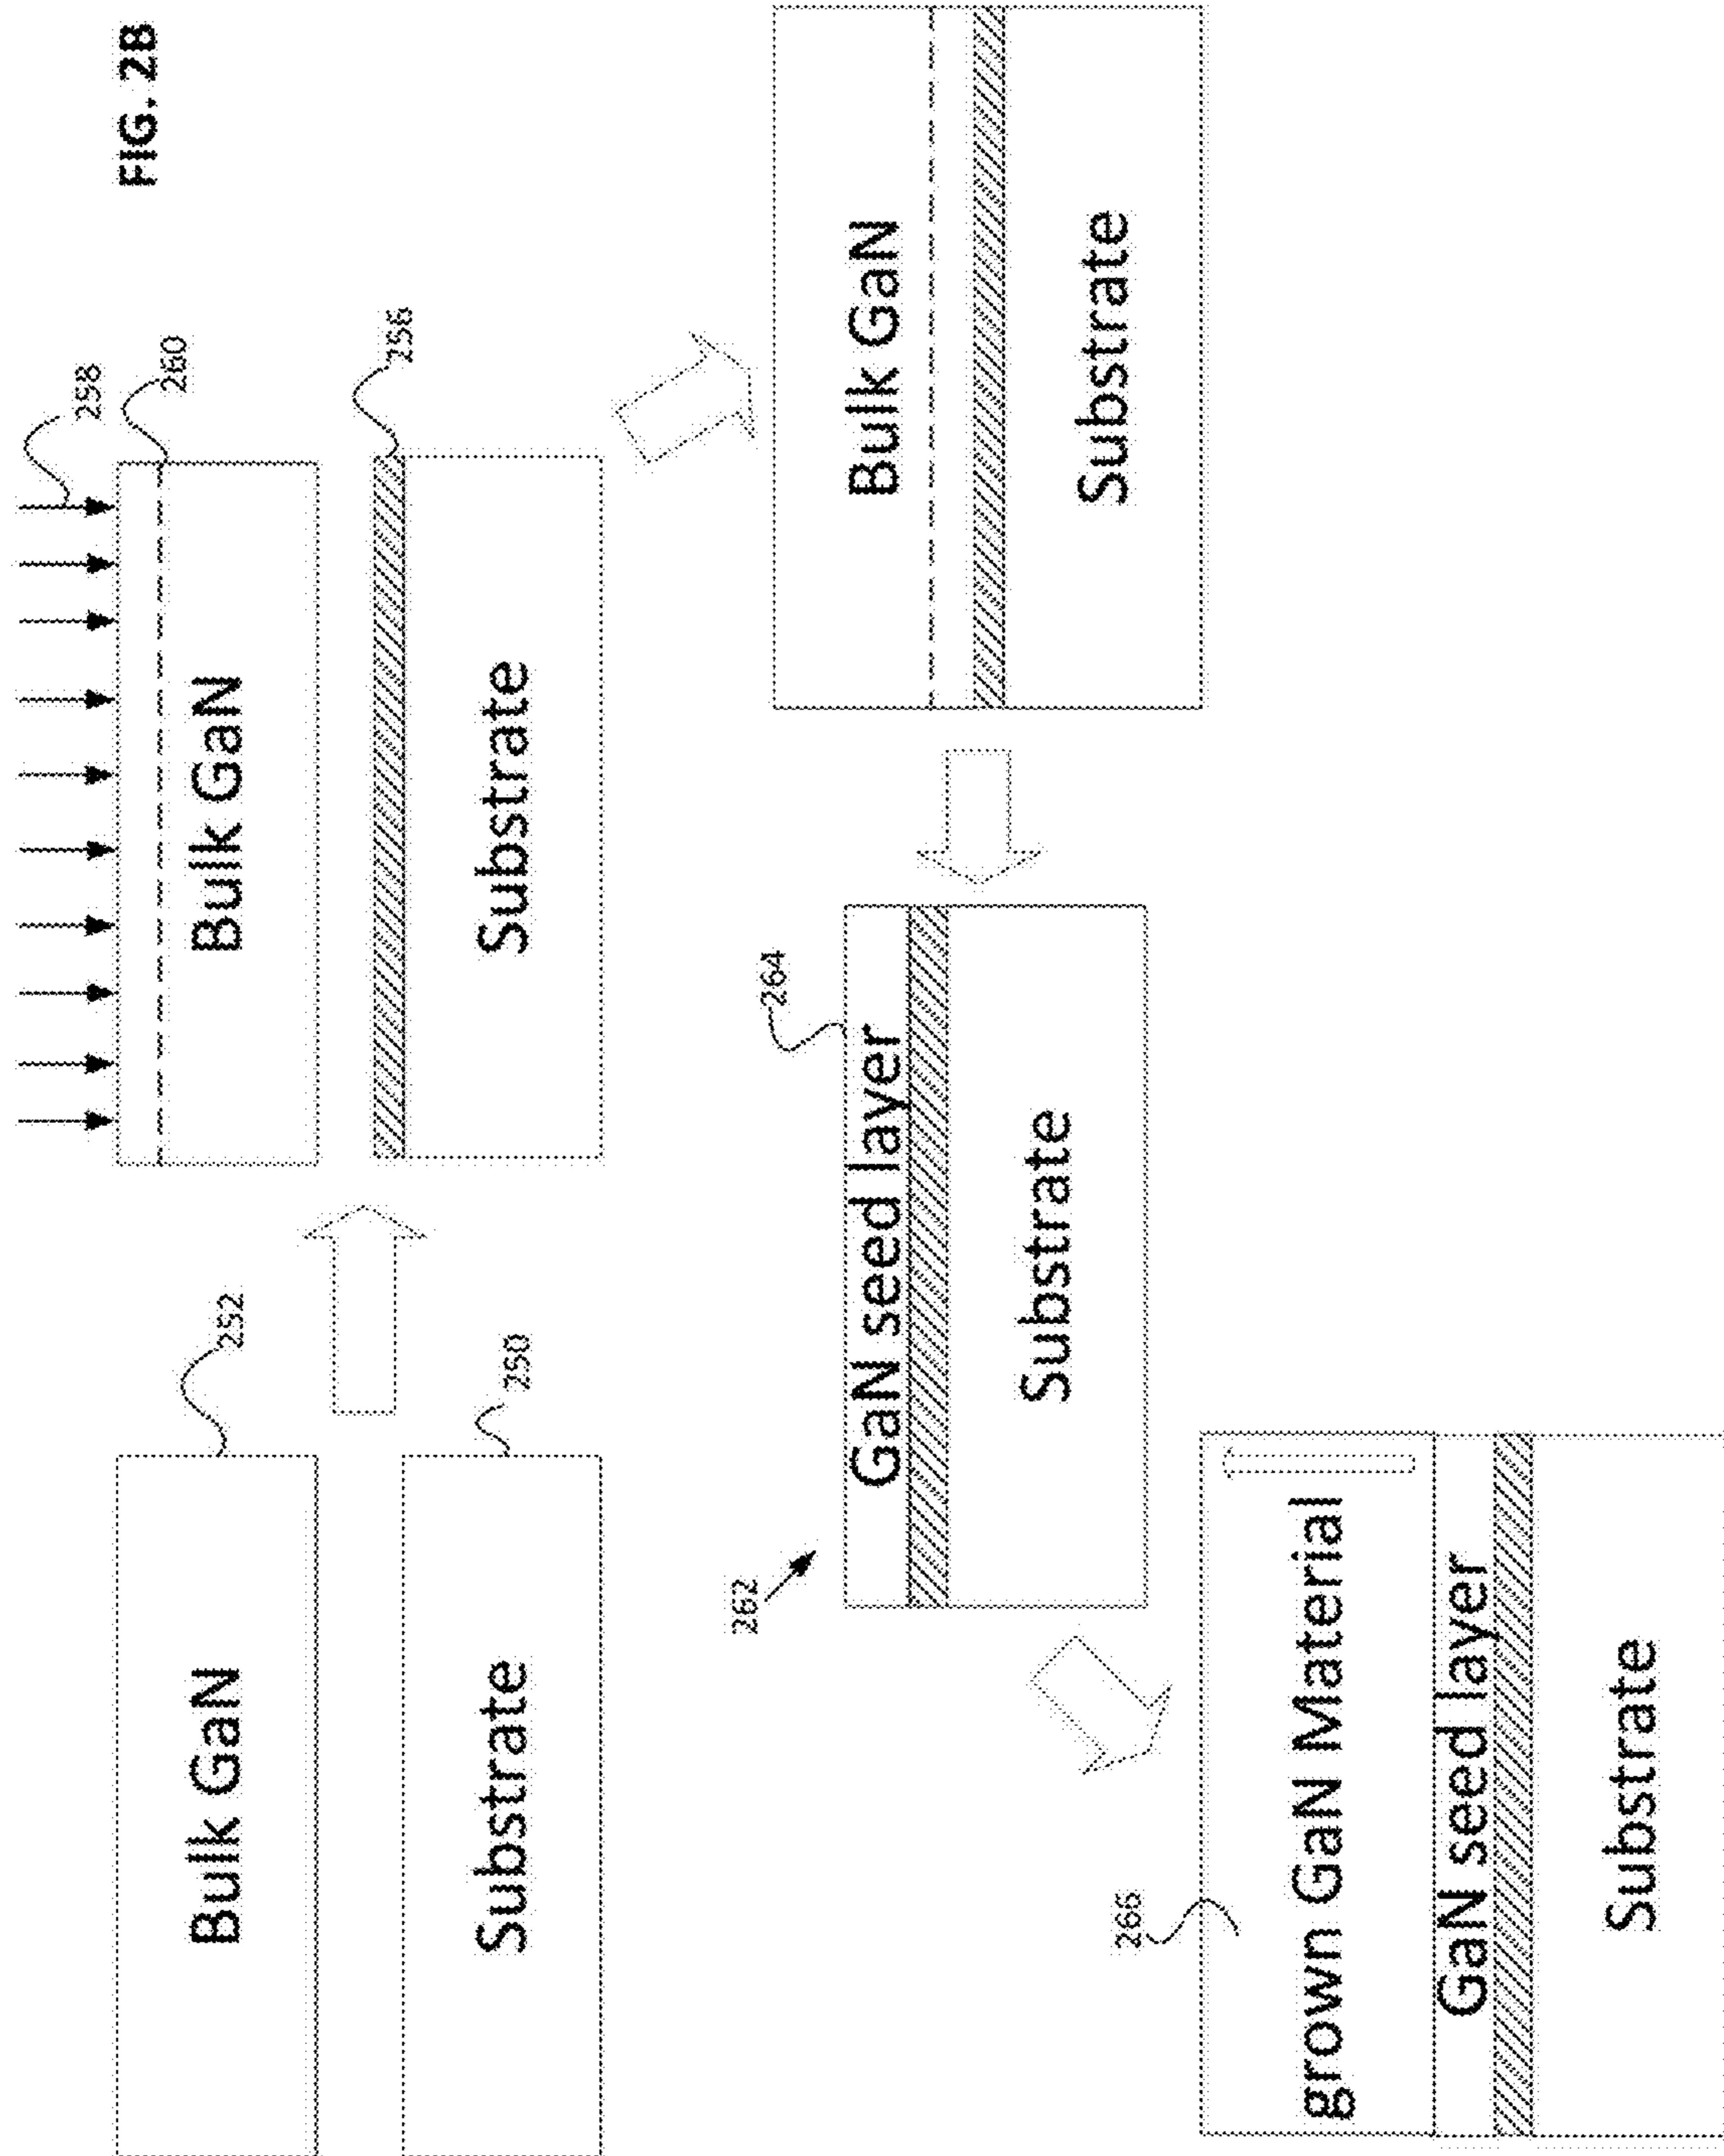 FIG. 2B
Bulk GaN
252
Substrate
250
258
260
Bulk GaN
256
Substrate
Bulk GaN
Substrate
262
264
GaN seed layer
Substrate
266
grown GaN Material
GaN seed layer
Substrate